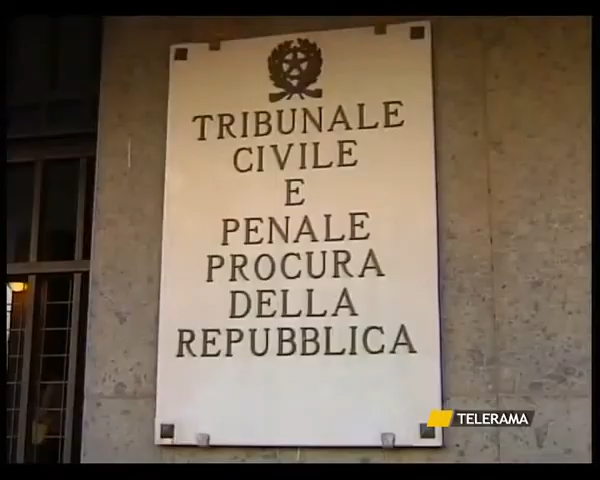 TRIBUNALE
CIVILE
E
PENALE
PROCURA
DELLA
REPUBBLICA
TELERAMA